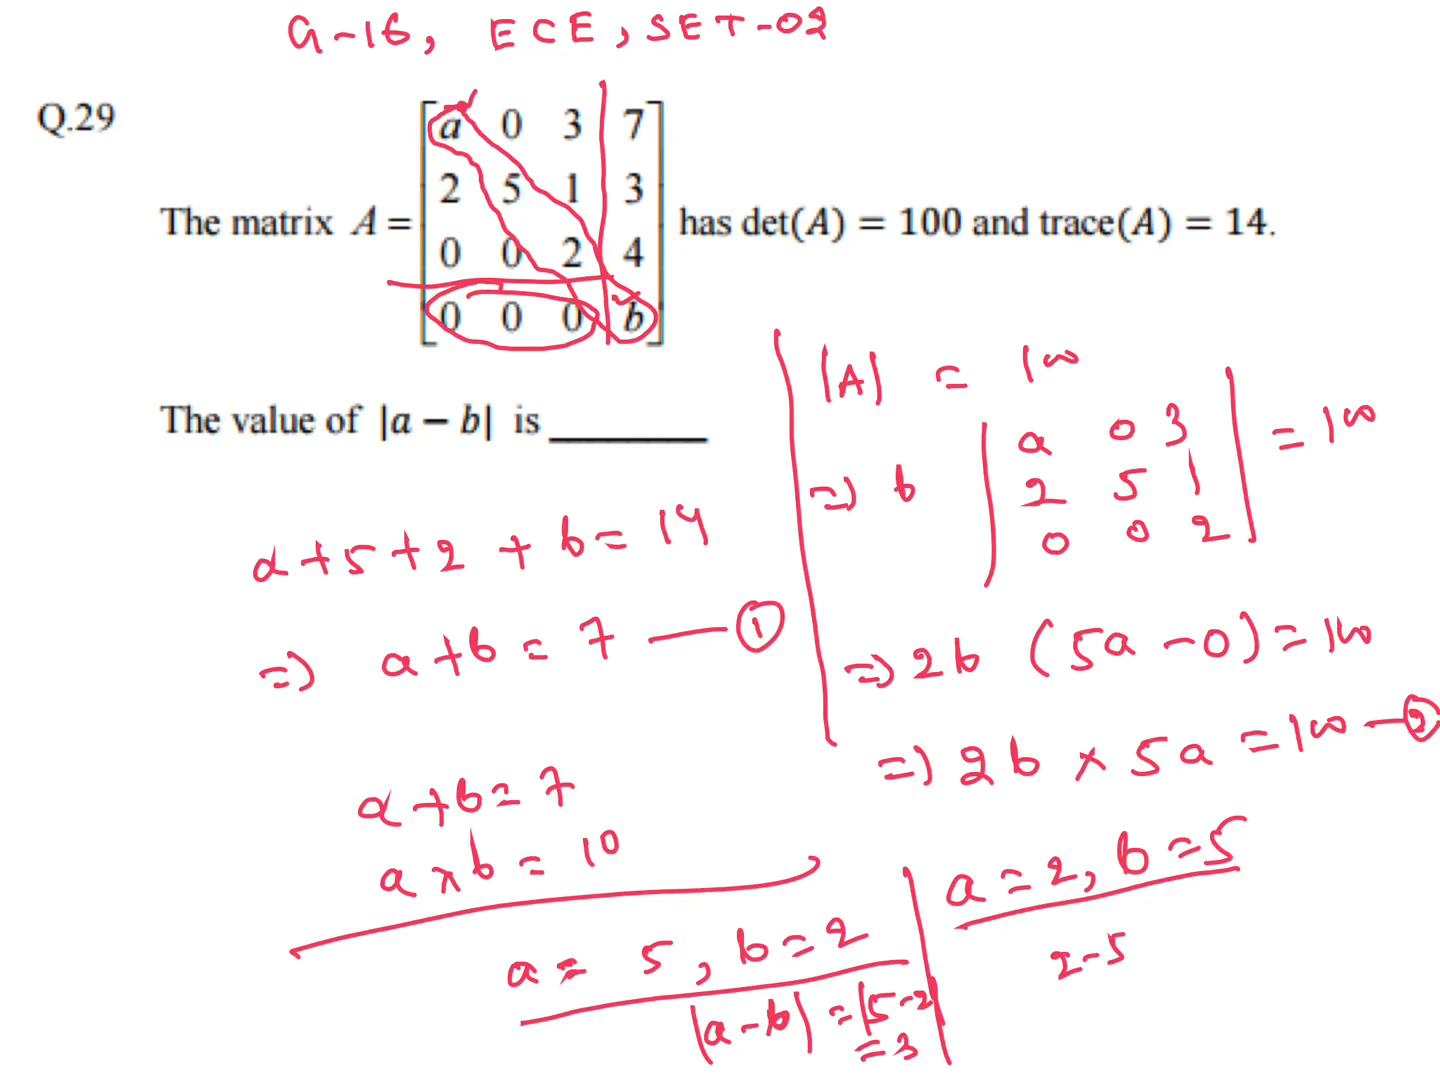 G-16, ECE, SET-02
Q.29
The matrix A = [a 0 3 7
2 5 1 3
0 0 2 4
0 0 0 b] has det(A) = 100 and trace(A) = 14.
The value of |a − b| is ________
a+5+2+b=14
=> a+b=7 — ①
a+b=7
a×b=10
a=5, b=2
|a-b|=|5-2|
=3
|A| = 100
=> b |a 0 3
2 5 1
0 0 2| =100
=> 2b (5a-0)=100
=> 2b × 5a =100 — ②
a=2, b=5
2-5